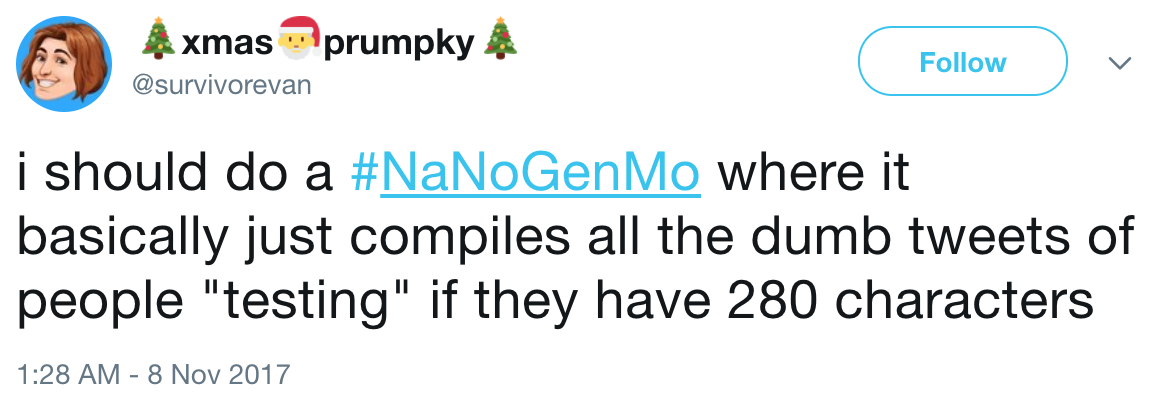 🎄xmas🎅prumpky🎄
@survivorevan
Follow
i should do a #NaNoGenMo where it
basically just compiles all the dumb tweets of
people "testing" if they have 280 characters
1:28 AM - 8 Nov 2017